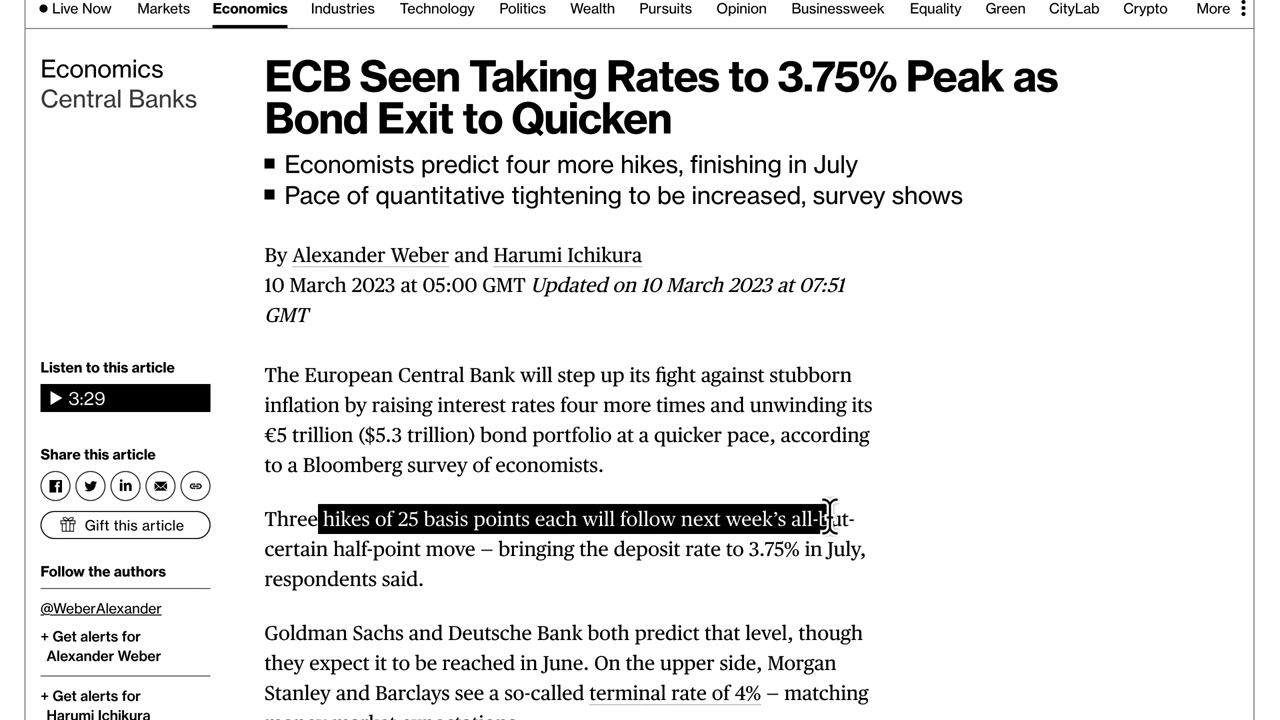 Live Now Markets Economics Industries Technology Politics Wealth Pursuits Opinion Businessweek Equality Green CityLab Crypto More
Economics
Central Banks
ECB Seen Taking Rates to 3.75% Peak as
Bond Exit to Quicken
Economists predict four more hikes, finishing in July
Pace of quantitative tightening to be increased, survey shows
By Alexander Weber and Harumi Ichikura
10 March 2023 at 05:00 GMT Updated on 10 March 2023 at 07:51
GMT
Listen to this article
3:29
Share this article
Gift this article
Follow the authors
@WeberAlexander
+ Get alerts for
Alexander Weber
+ Get alerts for
Harumi Ichikura
The European Central Bank will step up its fight against stubborn
inflation by raising interest rates four more times and unwinding its
€5 trillion ($5.3 trillion) bond portfolio at a quicker pace, according
to a Bloomberg survey of economists.
Three hikes of 25 basis points each will follow next week’s all-but-
certain half-point move — bringing the deposit rate to 3.75% in July,
respondents said.
Goldman Sachs and Deutsche Bank both predict that level, though
they expect it to be reached in June. On the upper side, Morgan
Stanley and Barclays see a so-called terminal rate of 4% — matching
money market expectations.